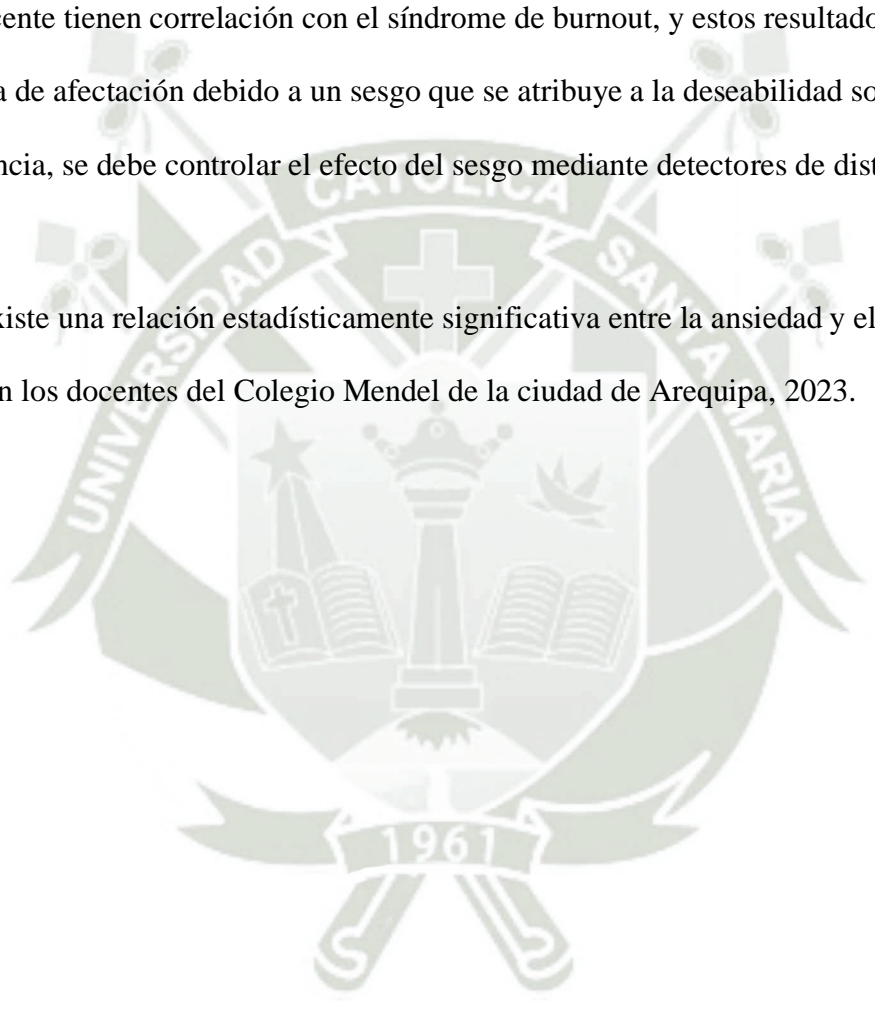 cente tienen correlación con el síndrome de burnout, y estos resultado
a de afectación debido a un sesgo que se atribuye a la deseabilidad so
ncia, se debe controlar el efecto del sesgo mediante detectores de dist
xiste una relación estadísticamente significativa entre la ansiedad y el
n los docentes del Colegio Mendel de la ciudad de Arequipa, 2023.
UNIVERSIDAD CATOLICA SANTA MARIA
1961